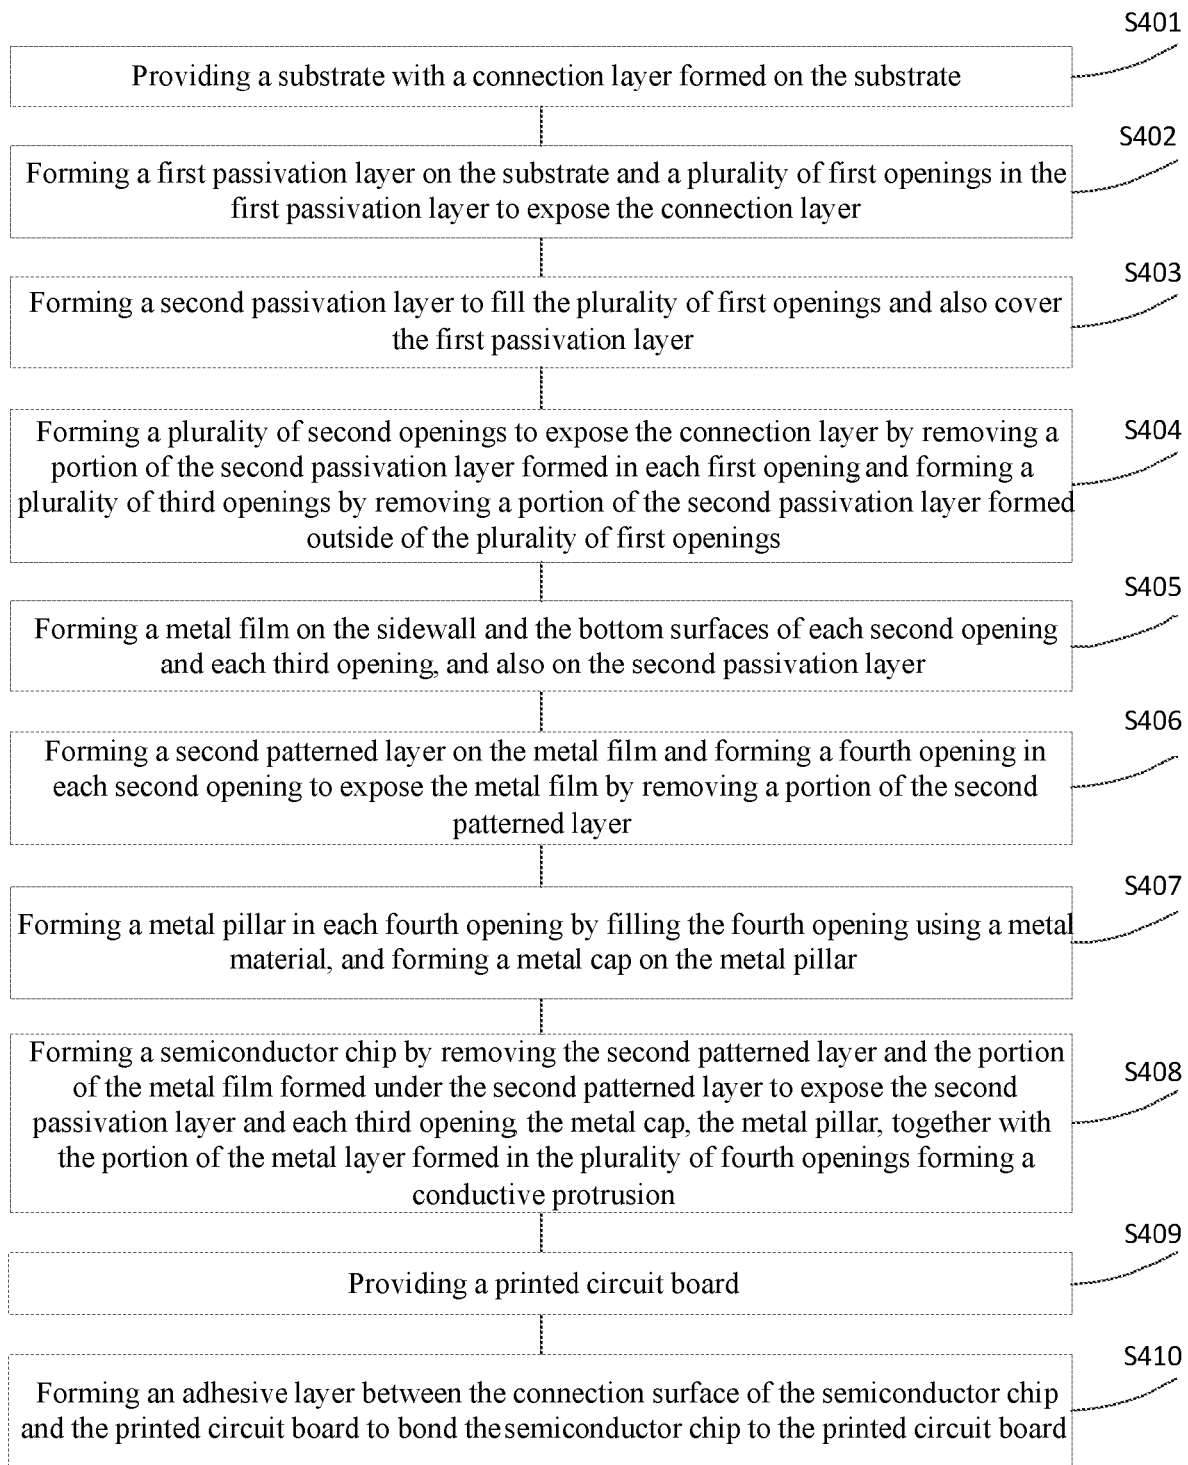 S401
Providing a substrate with a connection layer formed on the substrate
S402
Forming a first passivation layer on the substrate and a plurality of first openings in the
first passivation layer to expose the connection layer
S403
Forming a second passivation layer to fill the plurality of first openings and also cover
the first passivation layer
S404
Forming a plurality of second openings to expose the connection layer by removing a
portion of the second passivation layer formed in each first opening and forming a
plurality of third openings by removing a portion of the second passivation layer formed
outside of the plurality of first openings
S405
Forming a metal film on the sidewall and the bottom surfaces of each second opening
and each third opening, and also on the second passivation layer
S406
Forming a second patterned layer on the metal film and forming a fourth opening in
each second opening to expose the metal film by removing a portion of the second
patterned layer
S407
Forming a metal pillar in each fourth opening by filling the fourth opening using a metal
material, and forming a metal cap on the metal pillar
S408
Forming a semiconductor chip by removing the second patterned layer and the portion
of the metal film formed under the second patterned layer to expose the second
passivation layer and each third opening, the metal cap, the metal pillar, together with
the portion of the metal layer formed in the plurality of fourth openings forming a
conductive protrusion
S409
Providing a printed circuit board
S410
Forming an adhesive layer between the connection surface of the semiconductor chip
and the printed circuit board to bond the semiconductor chip to the printed circuit board